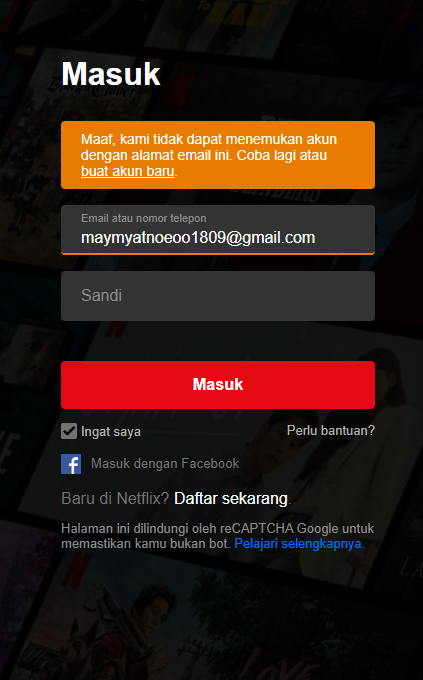 Masuk
Maaf, kami tidak dapat menemukan akun
dengan alamat email ini. Coba lagi atau
buat akun baru.
Email atau nomor telepon
maymyatnoeoo1809@gmail.com
Sandi
Masuk
Ingat saya
Perlu bantuan?
Masuk dengan Facebook
Baru di Netflix? Daftar sekarang.
Halaman ini dilindungi oleh reCAPTCHA Google untuk
memastikan kamu bukan bot. Pelajari selengkapnya.